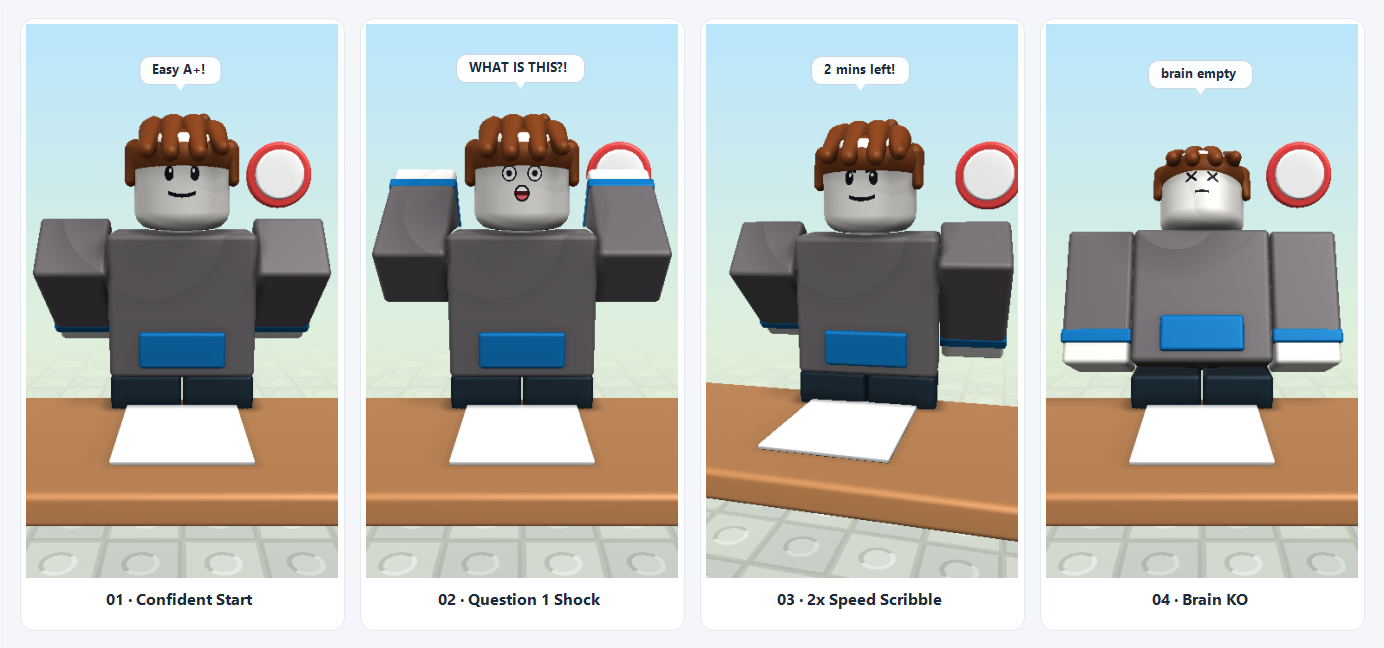 Easy A+!
WHAT IS THIS?!
2 mins left!
brain empty
01 · Confident Start
02 · Question 1 Shock
03 · 2x Speed Scribble
04 · Brain KO